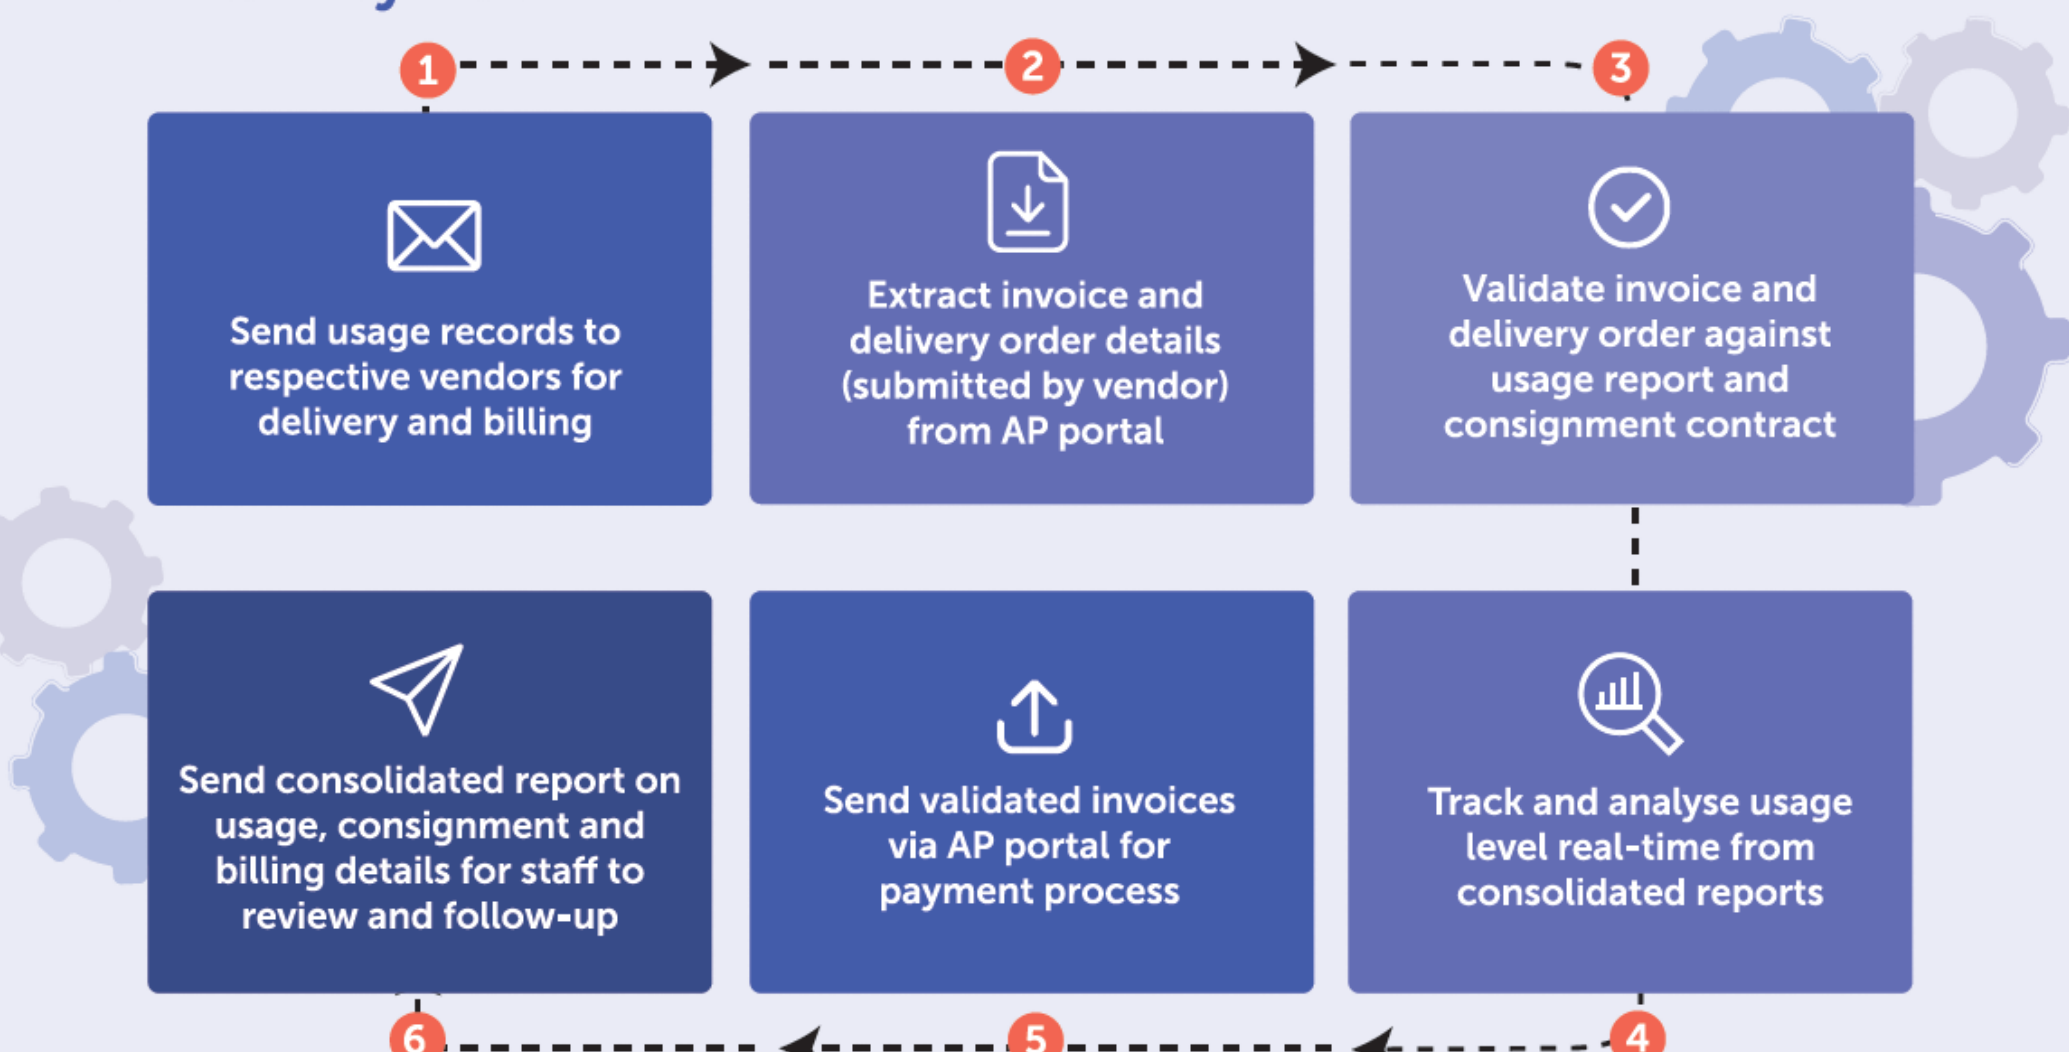 1
2
3
Send usage records to
respective vendors for
delivery and billing
Extract invoice and
delivery order details
(submitted by vendor)
from AP portal
Validate invoice and
delivery order against
usage report and
consignment contract
Send consolidated report on
usage, consignment and
billing details for staff to
review and follow-up
Send validated invoices
via AP portal for
payment process
Track and analyse usage
level real-time from
consolidated reports
6
5
4